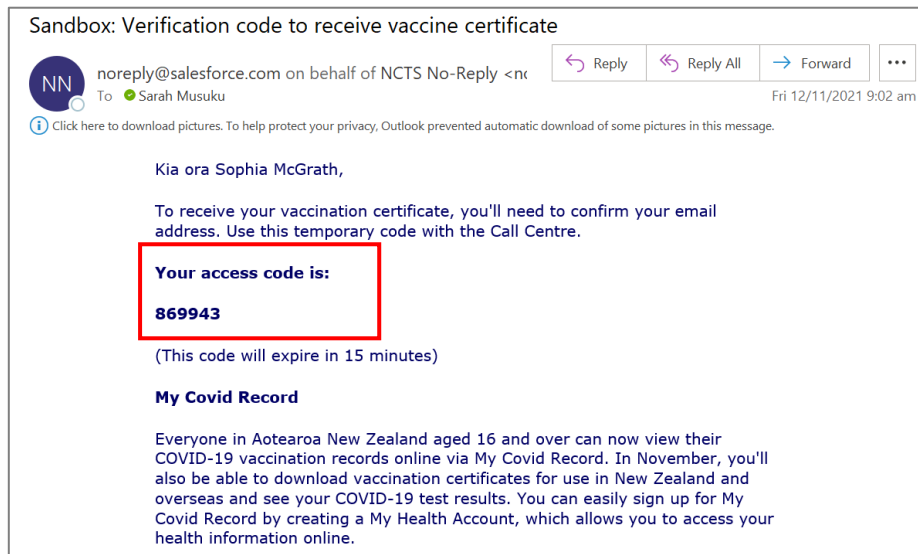 Sandbox: Verification code to receive vaccine certificate
NN
noreply@salesforce.com on behalf of NCTS No-Reply <nc
Reply
Reply All
Forward
To Sarah Musuku
Fri 12/11/2021 9:02 am
Click here to download pictures. To help protect your privacy, Outlook prevented automatic download of some pictures in this message.
Kia ora Sophia McGrath,
To receive your vaccination certificate, you'll need to confirm your email
address. Use this temporary code with the Call Centre.
Your access code is:
869943
(This code will expire in 15 minutes)
My Covid Record
Everyone in Aotearoa New Zealand aged 16 and over can now view their
COVID-19 vaccination records online via My Covid Record. In November, you'll
also be able to download vaccination certificates for use in New Zealand and
overseas and see your COVID-19 test results. You can easily sign up for My
Covid Record by creating a My Health Account, which allows you to access your
health information online.